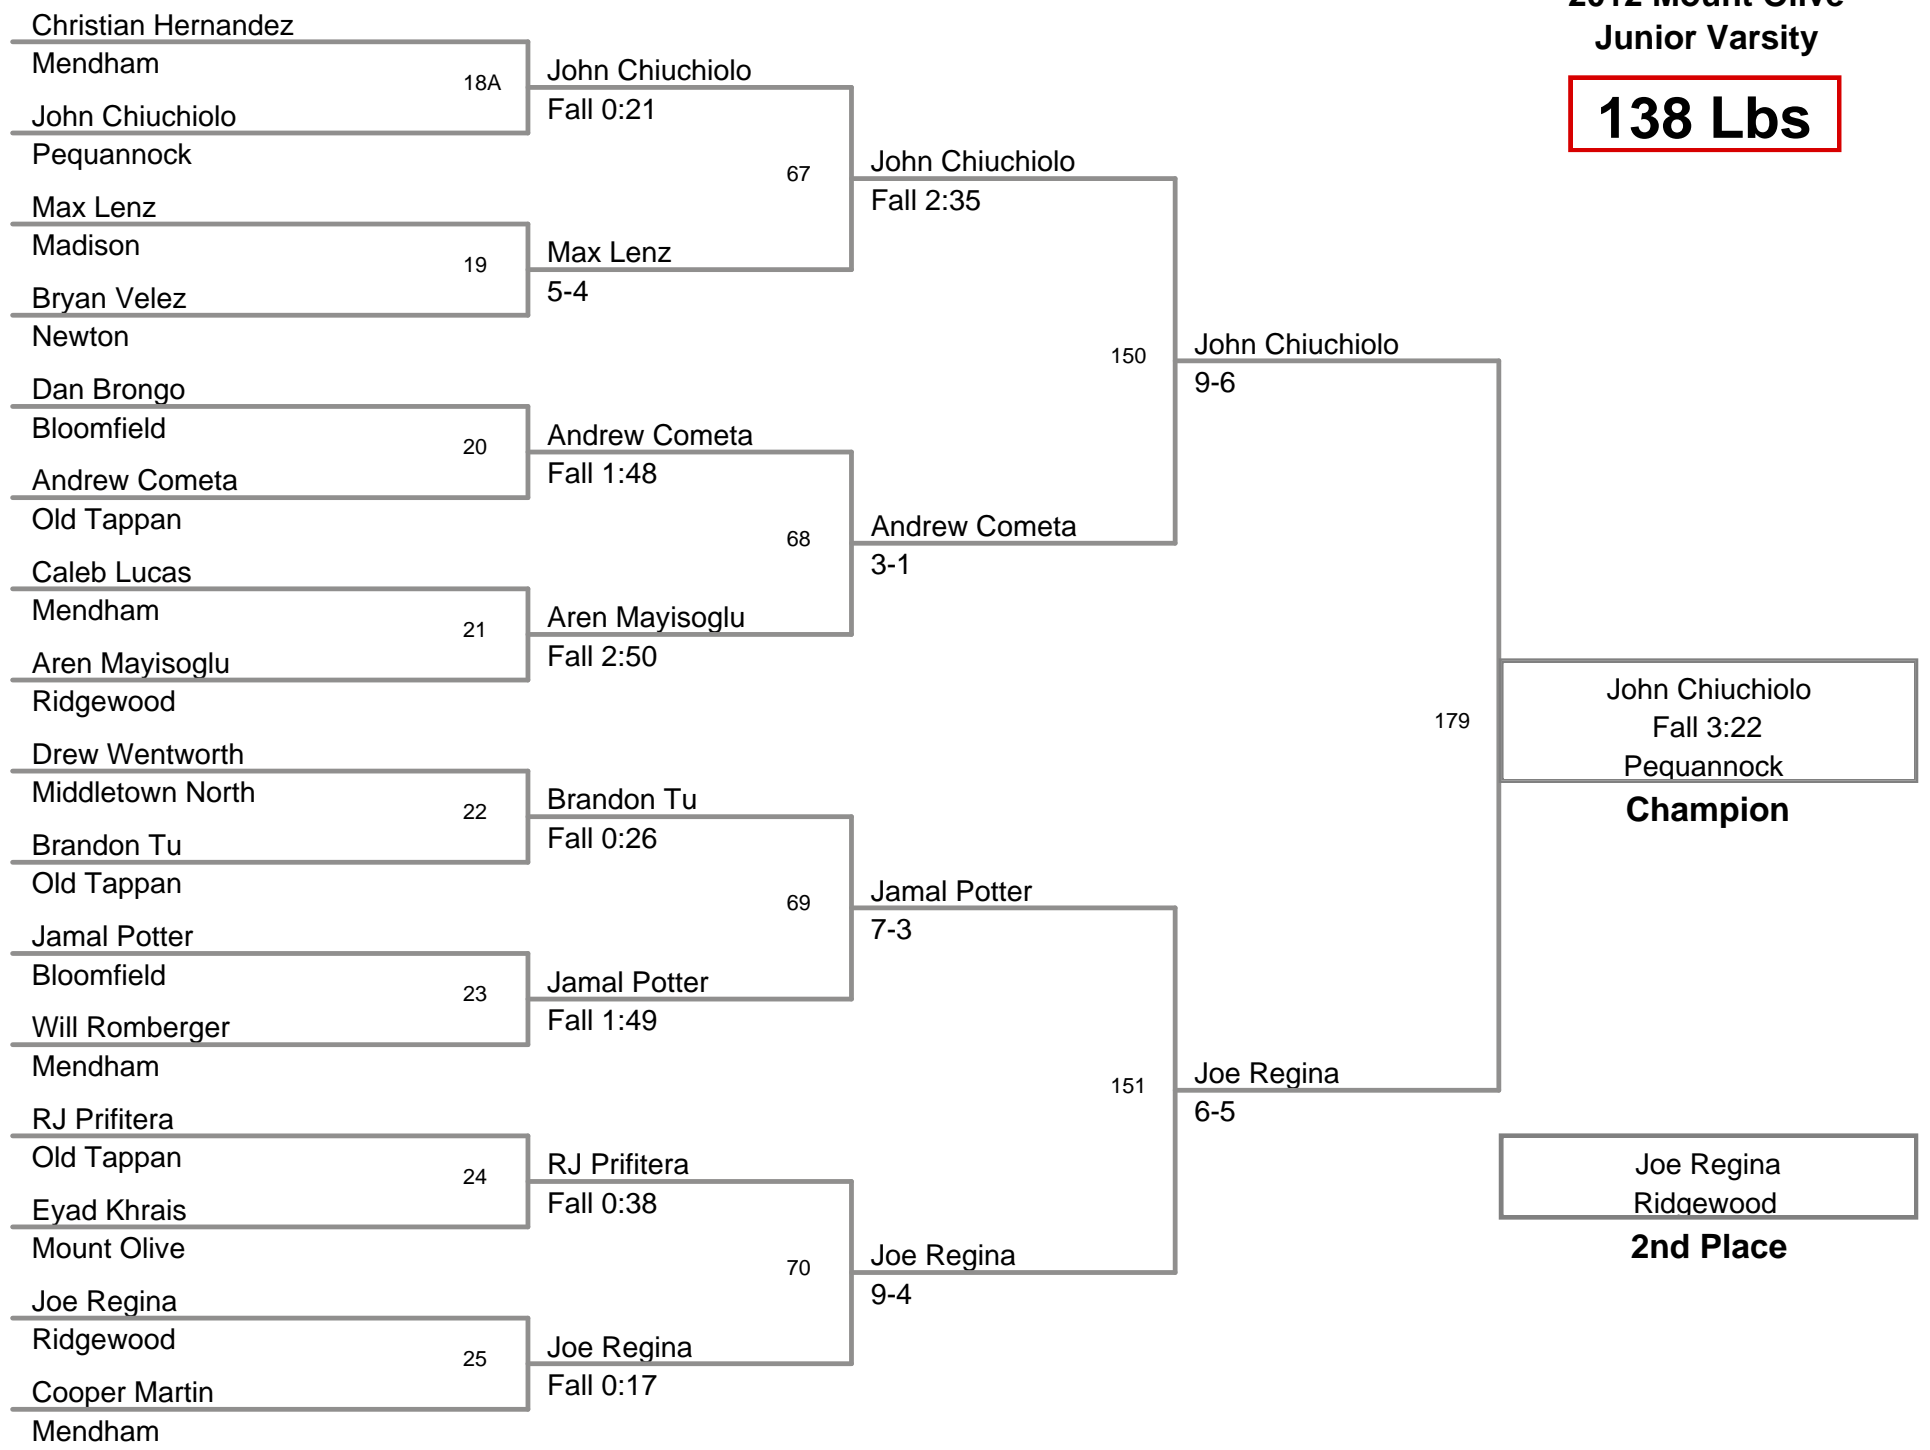 2012 Mount Olive
Junior Varsity
138 Lbs
Christian Hernandez
Mendham
18A
John Chiuchiolo
Pequannock
John Chiuchiolo
Fall 0:21
Max Lenz
Madison
19
Bryan Velez
Newton
Max Lenz
5-4
67
John Chiuchiolo
Fall 2:35
Dan Brongo
Bloomfield
20
Andrew Cometa
Old Tappan
Andrew Cometa
Fall 1:48
Caleb Lucas
Mendham
21
Aren Mayisoglu
Ridgewood
Aren Mayisoglu
Fall 2:50
68
Andrew Cometa
3-1
150
John Chiuchiolo
9-6
Drew Wentworth
Middletown North
22
Brandon Tu
Old Tappan
Brandon Tu
Fall 0:26
Jamal Potter
Bloomfield
23
Will Romberger
Mendham
Jamal Potter
Fall 1:49
69
Jamal Potter
7-3
RJ Prifitera
Old Tappan
24
Eyad Khrais
Mount Olive
RJ Prifitera
Fall 0:38
Joe Regina
Ridgewood
25
Cooper Martin
Mendham
Joe Regina
Fall 0:17
70
Joe Regina
9-4
151
Joe Regina
6-5
179
John Chiuchiolo
Fall 3:22
Pequannock
Champion
Joe Regina
Ridgewood
2nd Place